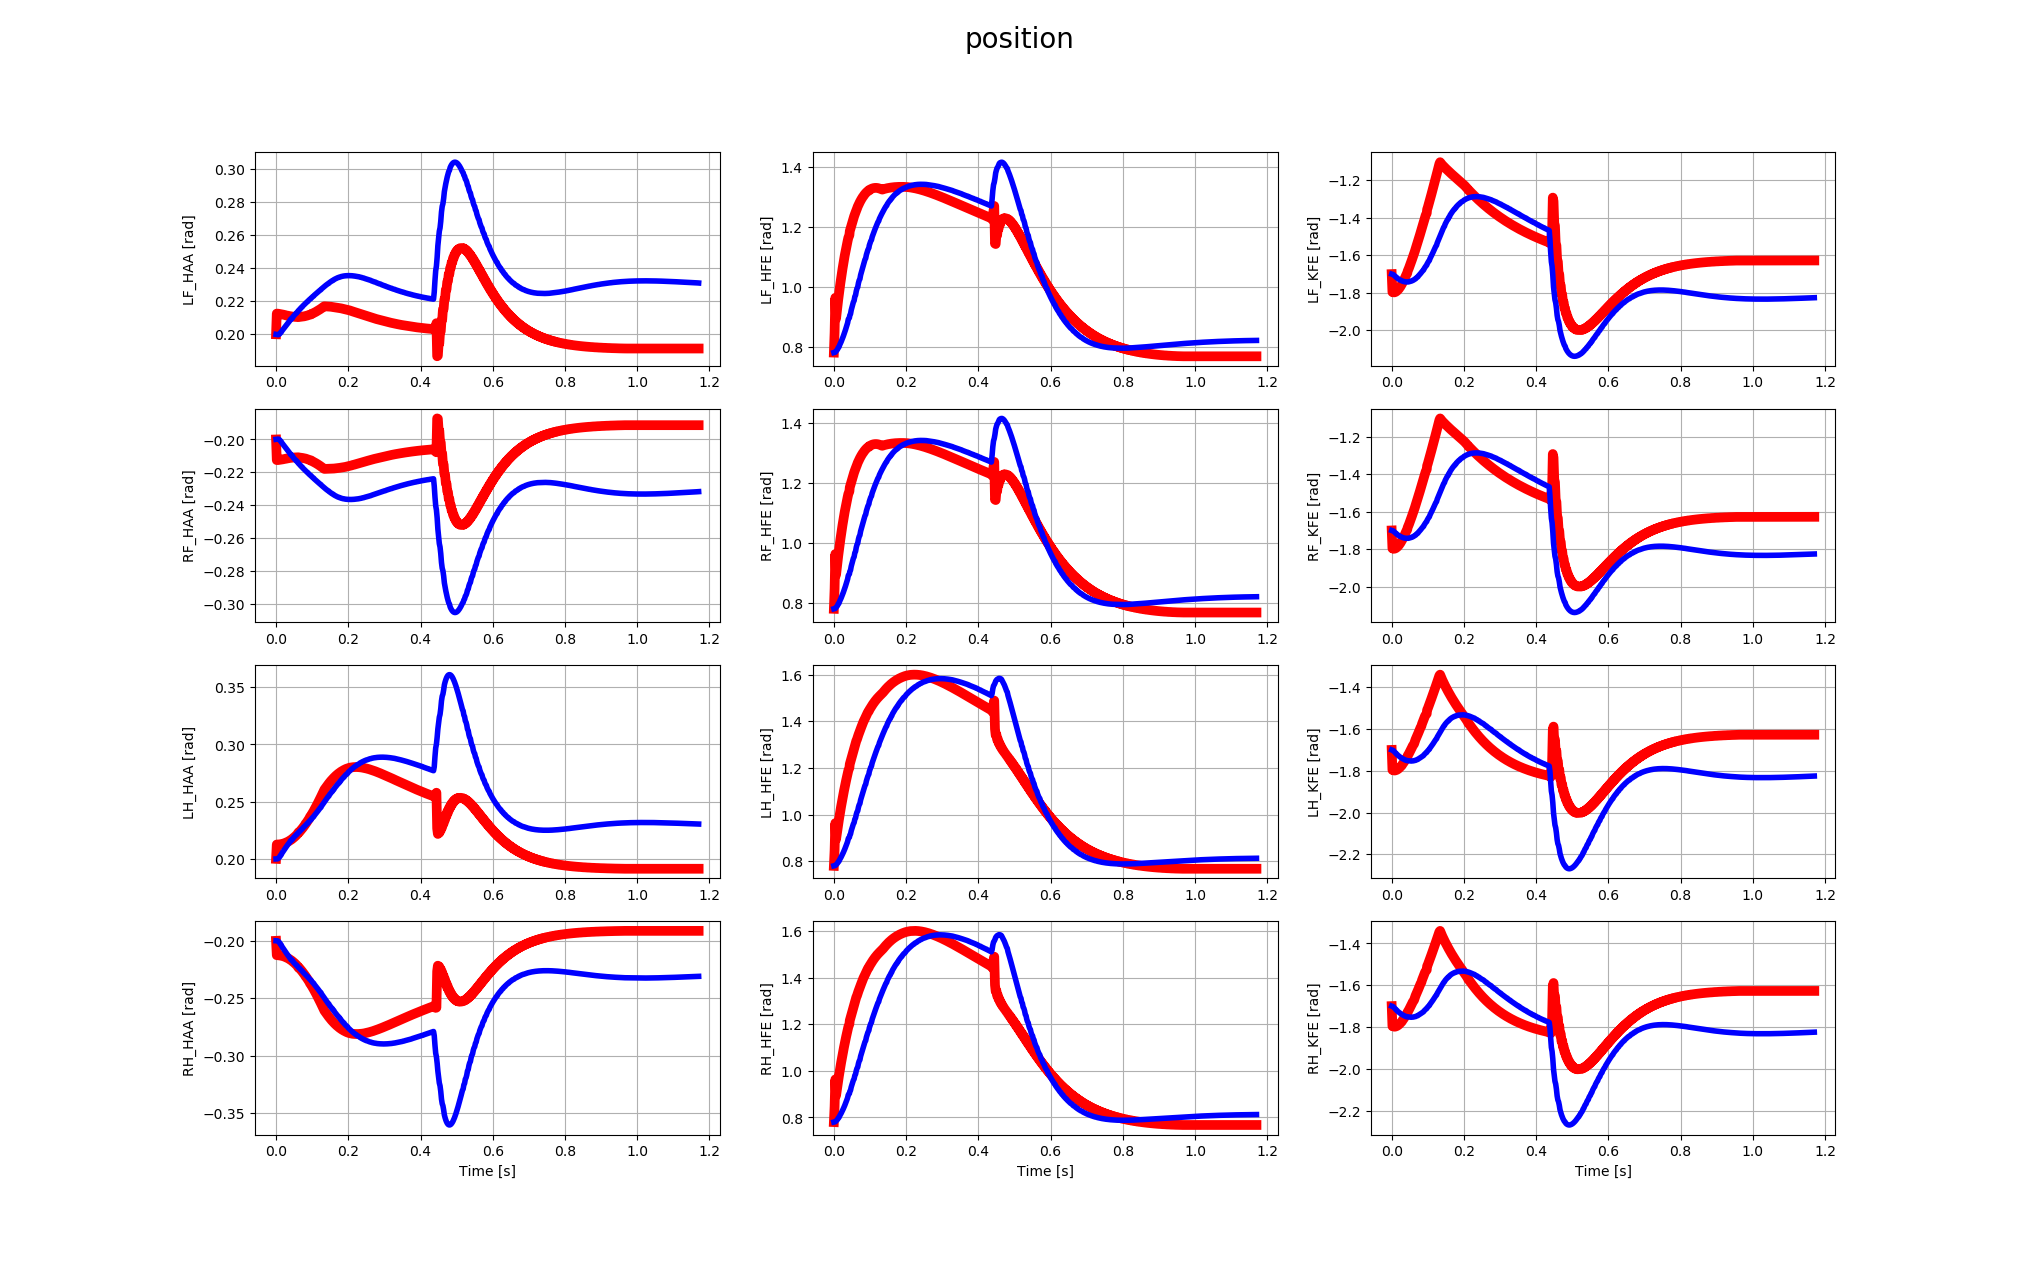 position
LF_HAA [rad]
0.30
0.28
0.26
0.24
0.22
0.20
0.0 0.2 0.4 0.6 0.8 1.0 1.2
LF_HFE [rad]
1.4
1.2
1.0
0.8
0.0 0.2 0.4 0.6 0.8 1.0 1.2
LF_KFE [rad]
−1.2
−1.4
−1.6
−1.8
−2.0
0.0 0.2 0.4 0.6 0.8 1.0 1.2
RF_HAA [rad]
−0.20
−0.22
−0.24
−0.26
−0.28
−0.30
0.0 0.2 0.4 0.6 0.8 1.0 1.2
RF_HFE [rad]
1.4
1.2
1.0
0.8
0.0 0.2 0.4 0.6 0.8 1.0 1.2
RF_KFE [rad]
−1.2
−1.4
−1.6
−1.8
−2.0
0.0 0.2 0.4 0.6 0.8 1.0 1.2
LH_HAA [rad]
0.35
0.30
0.25
0.20
0.0 0.2 0.4 0.6 0.8 1.0 1.2
LH_HFE [rad]
1.6
1.4
1.2
1.0
0.8
0.0 0.2 0.4 0.6 0.8 1.0 1.2
LH_KFE [rad]
−1.4
−1.6
−1.8
−2.0
−2.2
0.0 0.2 0.4 0.6 0.8 1.0 1.2
RH_HAA [rad]
−0.20
−0.25
−0.30
−0.35
0.0 0.2 0.4 0.6 0.8 1.0 1.2
Time [s]
RH_HFE [rad]
1.6
1.4
1.2
1.0
0.8
0.0 0.2 0.4 0.6 0.8 1.0 1.2
Time [s]
RH_KFE [rad]
−1.4
−1.6
−1.8
−2.0
−2.2
0.0 0.2 0.4 0.6 0.8 1.0 1.2
Time [s]